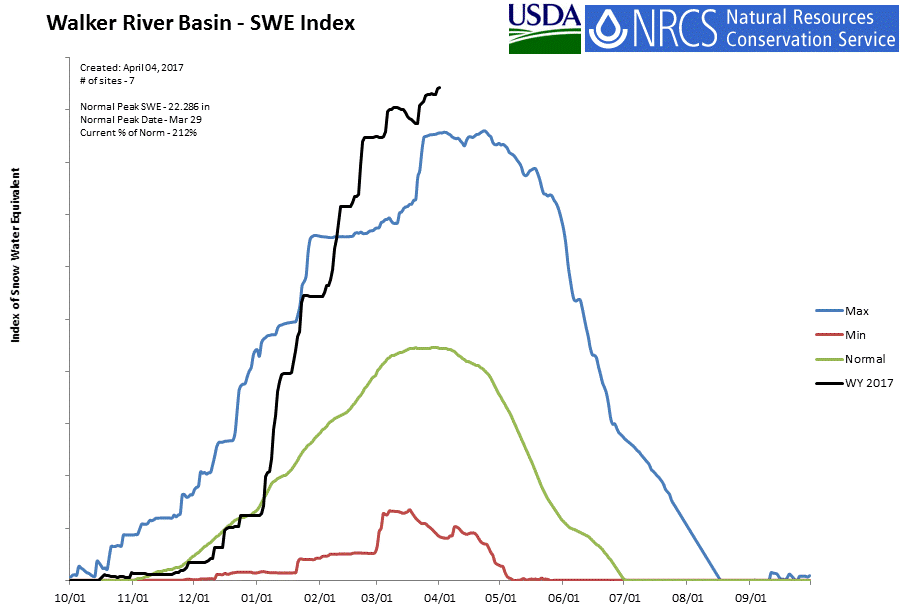 Walker River Basin - SWE Index
USDA
NRCS
Natural Resources
Conservation Service
Created: April 04, 2017
# of sites - 7
Normal Peak SWE - 22.286 in
Normal Peak Date - Mar 29
Current % of Norm - 212%
Index of Snow Water Equivalent
Max
Min
Normal
WY 2017
10/01 11/01 12/01 01/01 02/01 03/01 04/01 05/01 06/01 07/01 08/01 09/01